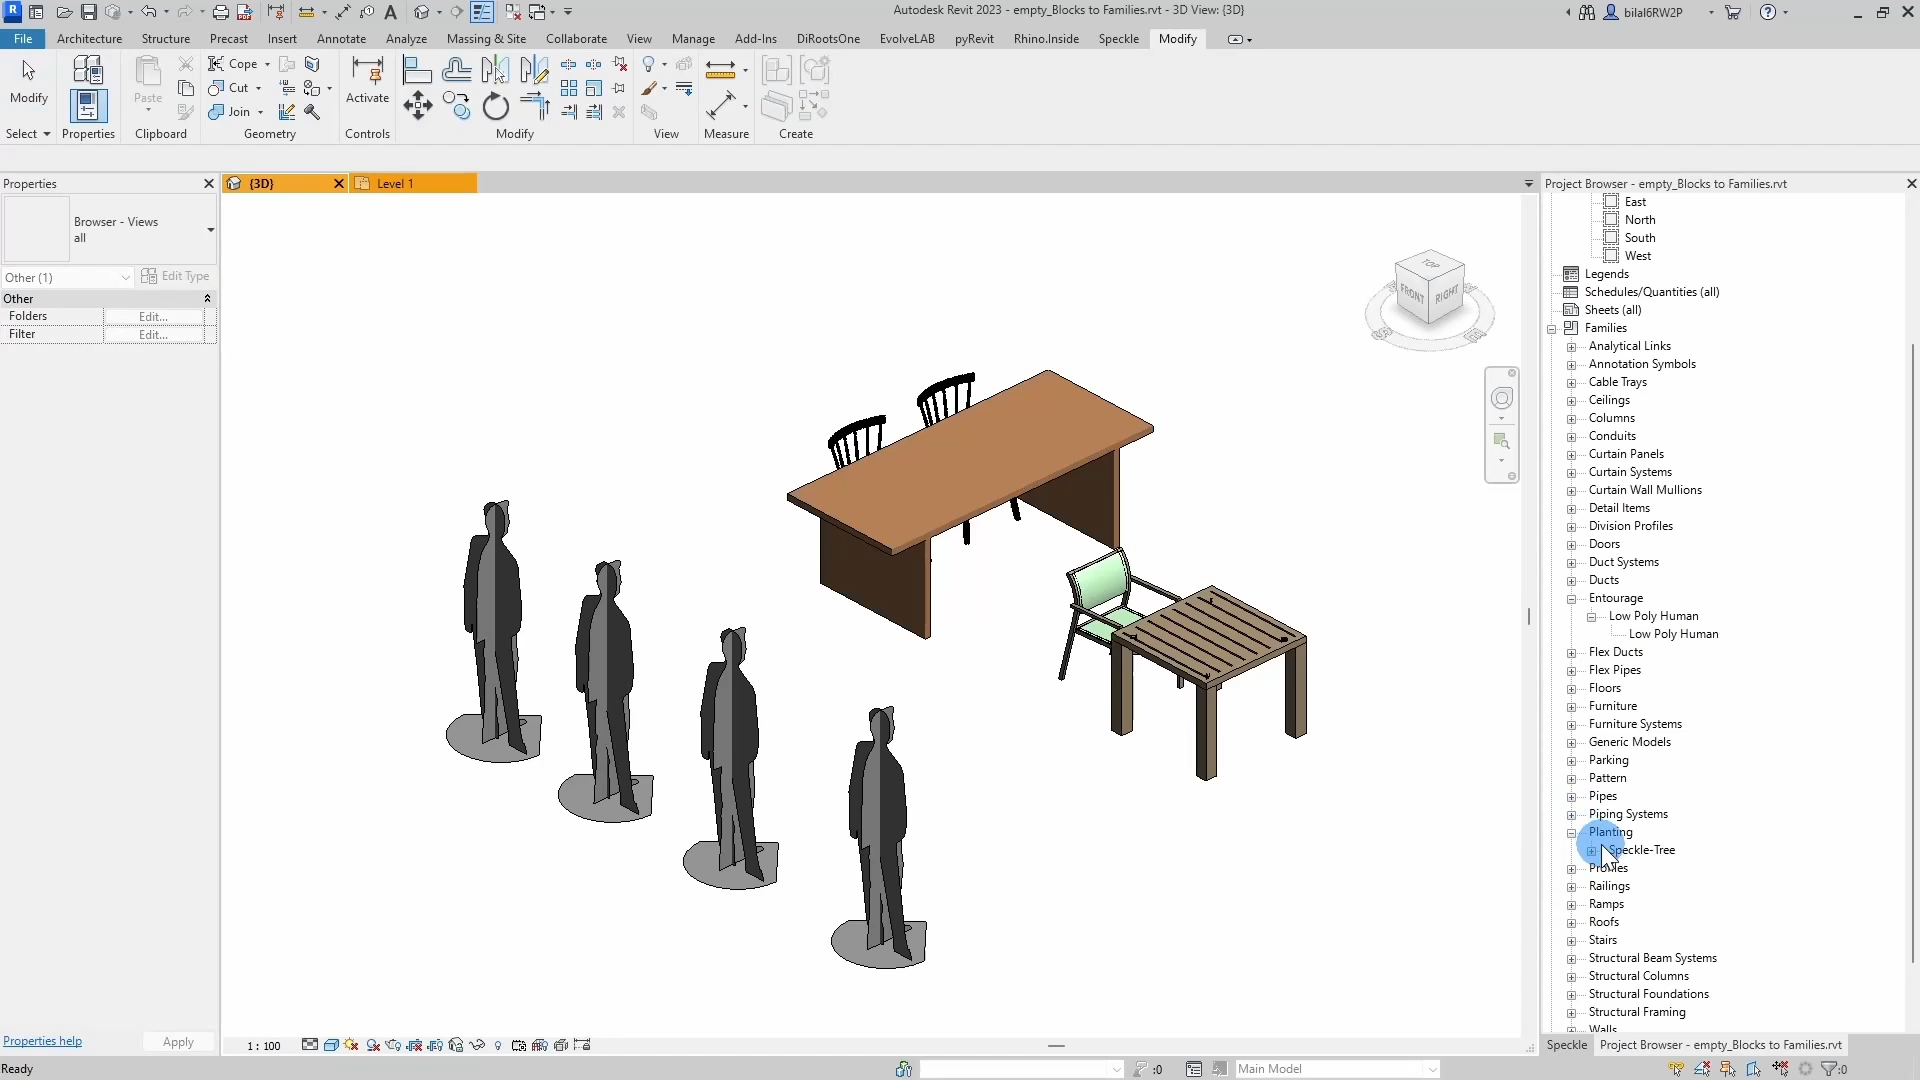 Autodesk Revit 2023 - empty_Blocks to Families.rvt - 3D View: {3D}
bilal6RW2P
File Architecture Structure Precast Insert Annotate Analyze Massing & Site Collaborate View Manage Add-Ins DiRootsOne EvolveLAB pyRevit Rhino.Inside Speckle Modify
Modify
Paste
Cope
Cut
Join
Activate
Select Properties Clipboard Geometry Controls Modify View Measure Create
Properties
{3D}
Level 1
Project Browser - empty_Blocks to Families.rvt
Browser - Views
all
Other (1)
Edit Type
Other
Folders
Edit...
Filter
Edit...
TOP
FRONT
RIGHT
East
North
South
West
Legends
Schedules/Quantities (all)
Sheets (all)
Families
Analytical Links
Annotation Symbols
Cable Trays
Ceilings
Columns
Conduits
Curtain Panels
Curtain Systems
Curtain Wall Mullions
Detail Items
Division Profiles
Doors
Duct Systems
Ducts
Entourage
Low Poly Human
Low Poly Human
Flex Ducts
Flex Pipes
Floors
Furniture
Furniture Systems
Generic Models
Parking
Pattern
Pipes
Piping Systems
Planting
Speckle-Tree
Profiles
Railings
Ramps
Roofs
Stairs
Structural Beam Systems
Structural Columns
Structural Foundations
Structural Framing
Walls
Properties help
Apply
1 : 100
Speckle
Project Browser - empty_Blocks to Families.rvt
Ready
:0
Main Model
:0